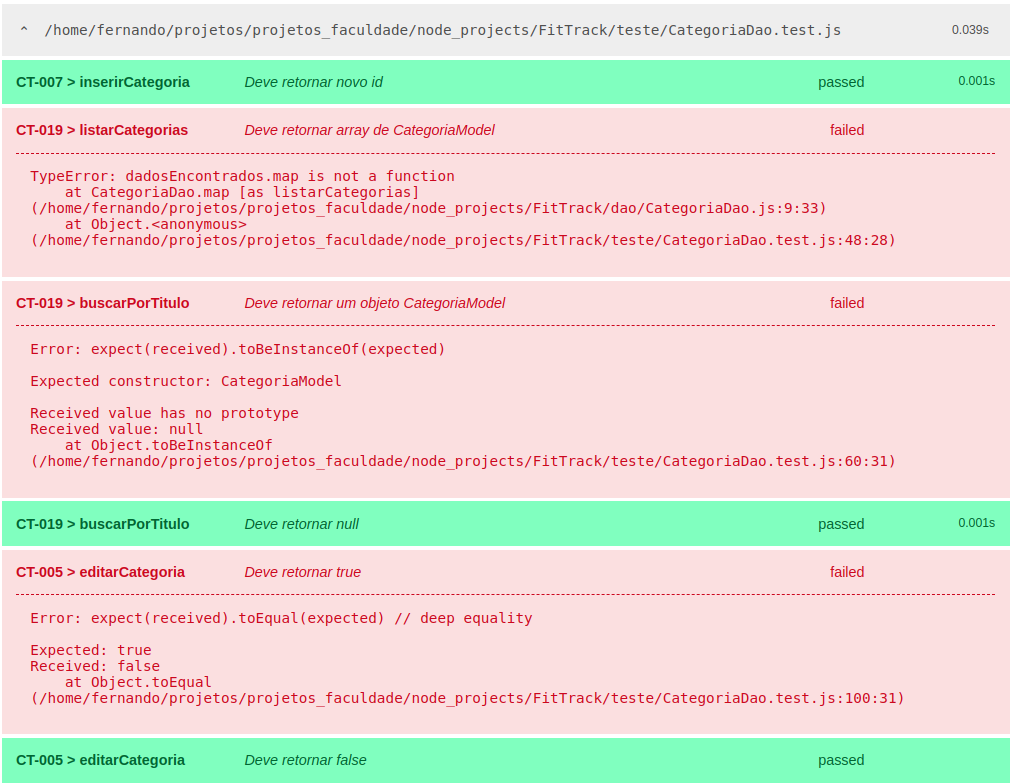 ^ /home/fernando/projetos/projetos_faculdade/node_projects/FitTrack/teste/CategoriaDao.test.js 0.039s
CT-007 > inserirCategoria Deve retornar novo id passed 0.001s
CT-019 > listarCategorias Deve retornar array de CategoriaModel failed
TypeError: dadosEncontrados.map is not a function
at CategoriaDao.map [as listarCategorias]
(/home/fernando/projetos/projetos_faculdade/node_projects/FitTrack/dao/CategoriaDao.js:9:33)
at Object.<anonymous>
(/home/fernando/projetos/projetos_faculdade/node_projects/FitTrack/teste/CategoriaDao.test.js:48:28)
CT-019 > buscarPorTitulo Deve retornar um objeto CategoriaModel failed
Error: expect(received).toBeInstanceOf(expected)
Expected constructor: CategoriaModel
Received value has no prototype
Received value: null
at Object.toBeInstanceOf
(/home/fernando/projetos/projetos_faculdade/node_projects/FitTrack/teste/CategoriaDao.test.js:60:31)
CT-019 > buscarPorTitulo Deve retornar null passed 0.001s
CT-005 > editarCategoria Deve retornar true failed
Error: expect(received).toEqual(expected) // deep equality
Expected: true
Received: false
at Object.toEqual
(/home/fernando/projetos/projetos_faculdade/node_projects/FitTrack/teste/CategoriaDao.test.js:100:31)
CT-005 > editarCategoria Deve retornar false passed